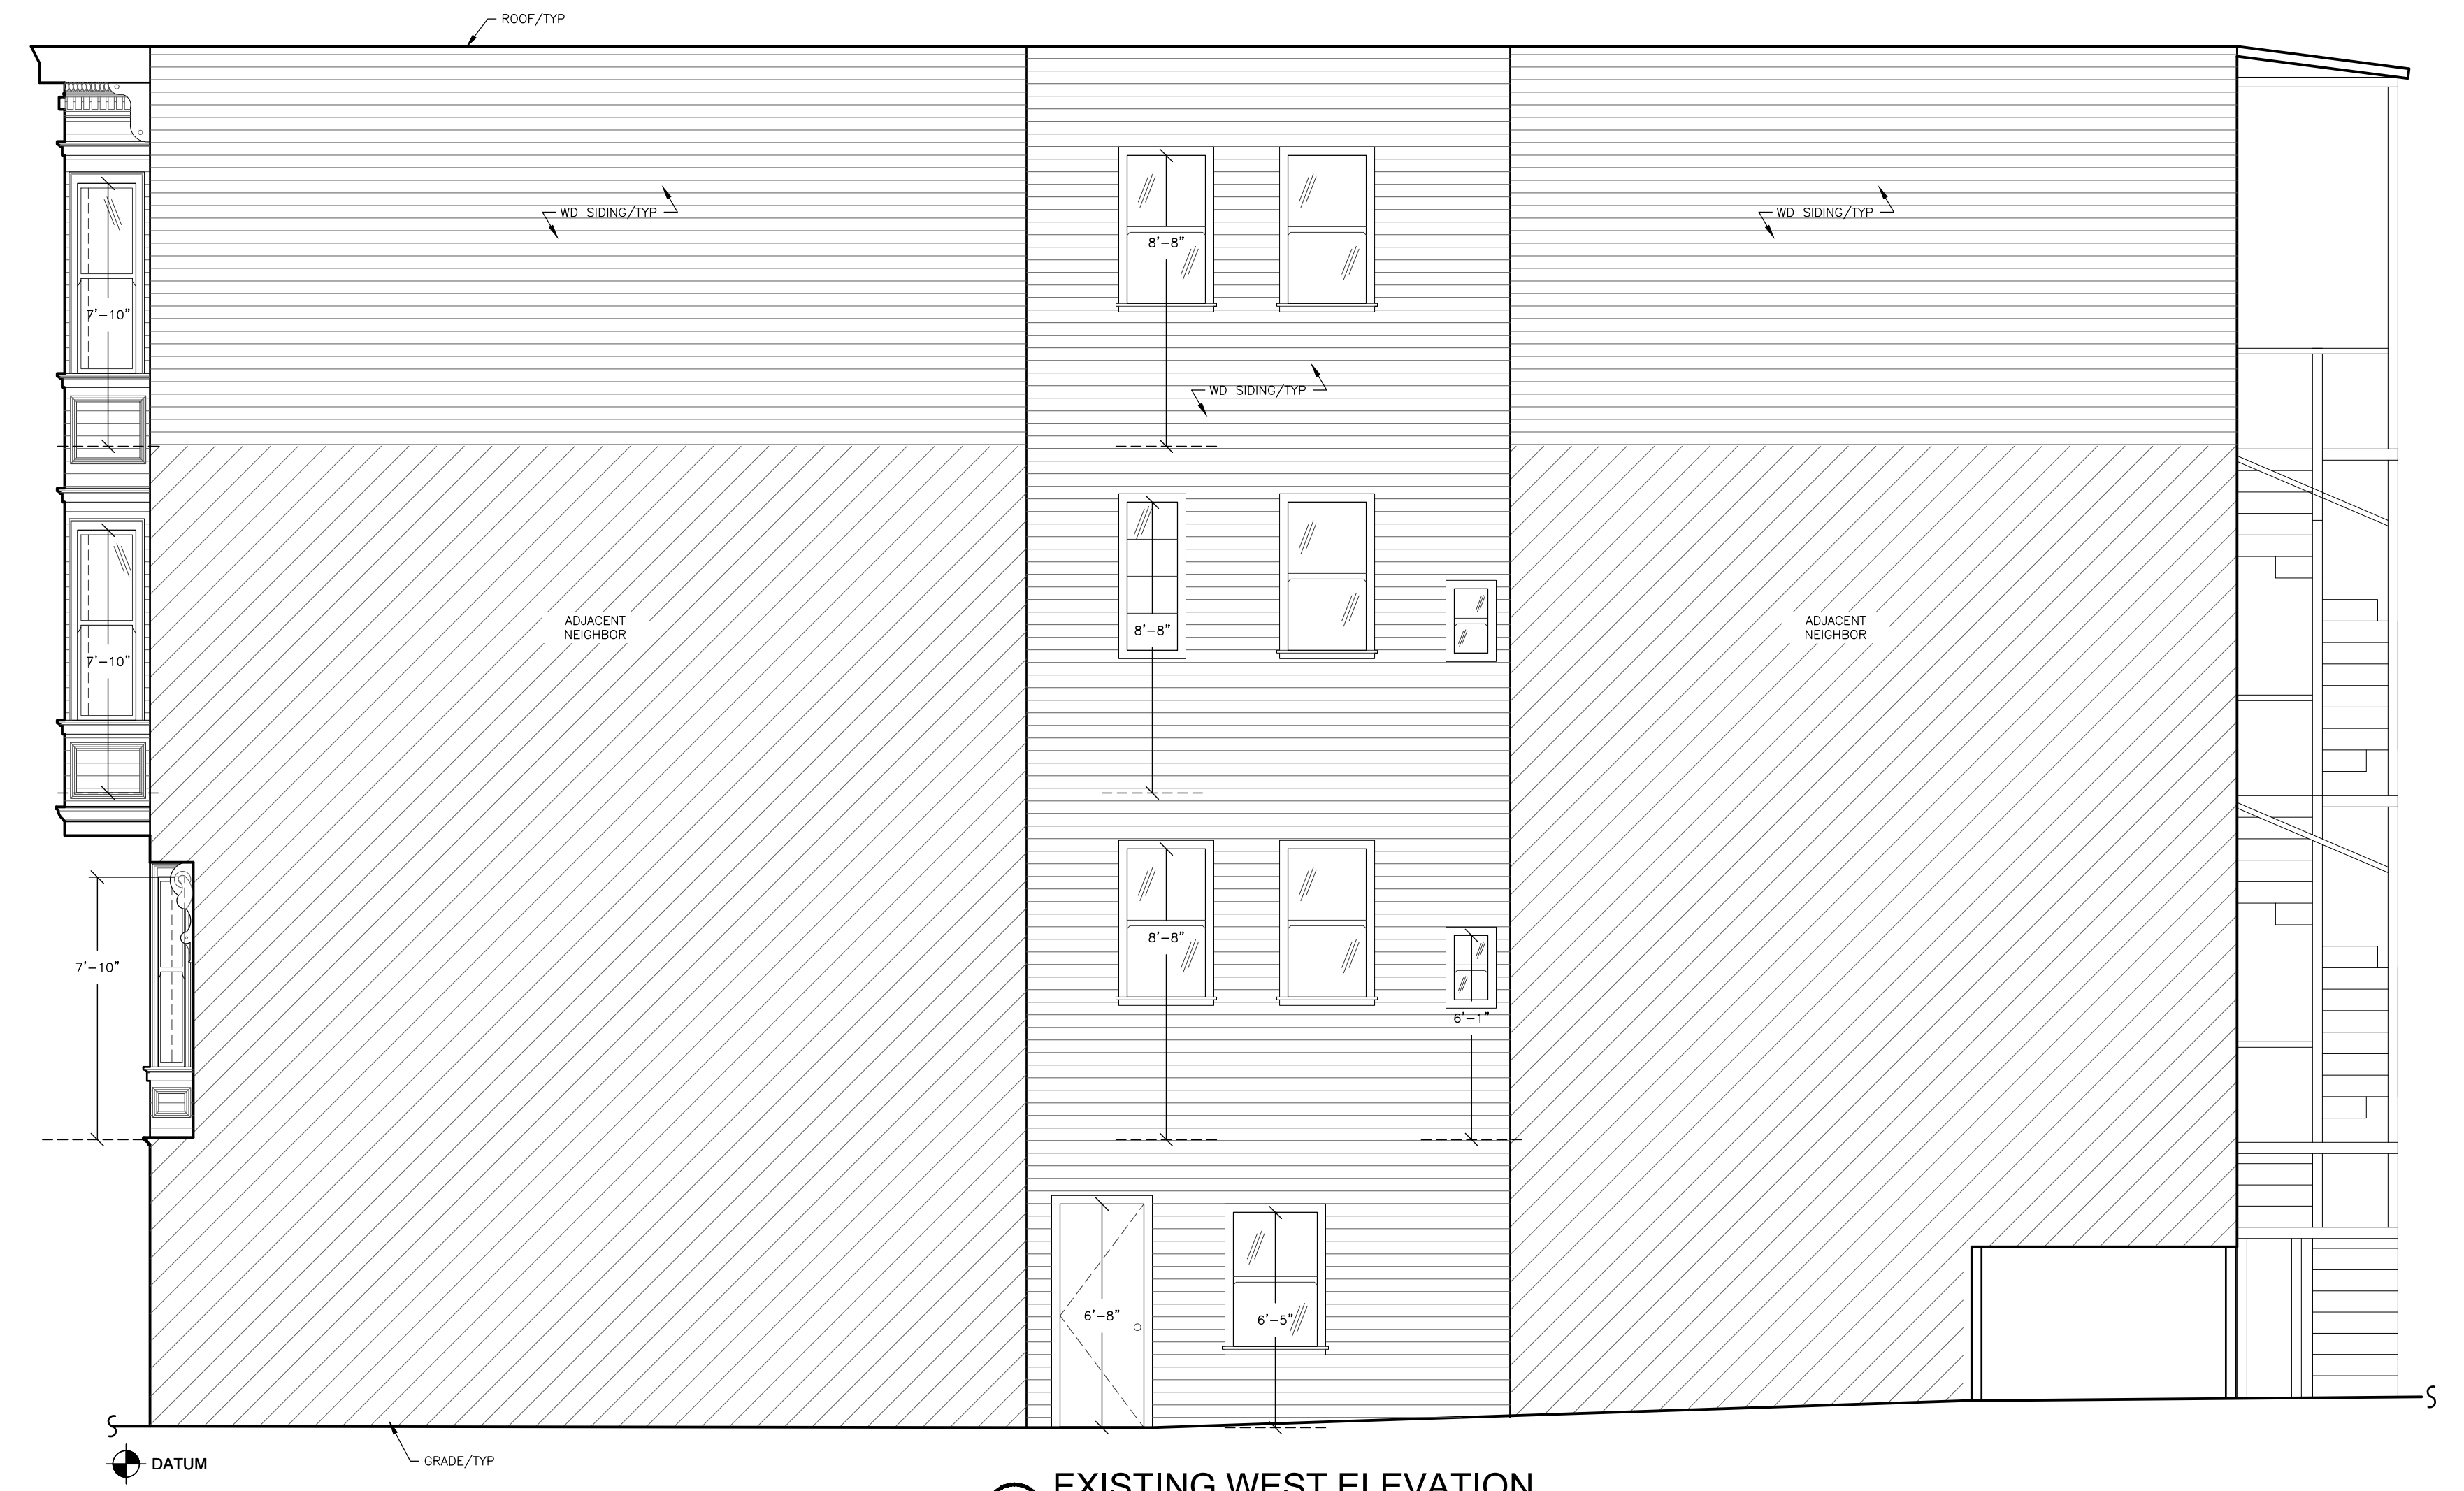 ROOF/TYP
WD SIDING/TYP
WD SIDING/TYP
8'-8"
7'-10"
WD SIDING/TYP
ADJACENT
NEIGHBOR
ADJACENT
NEIGHBOR
8'-8"
7'-10"
8'-8"
7'-10"
6'-1"
6'-8"
6'-5"
GRADE/TYP
DATUM
EXISTING WEST ELEVATION